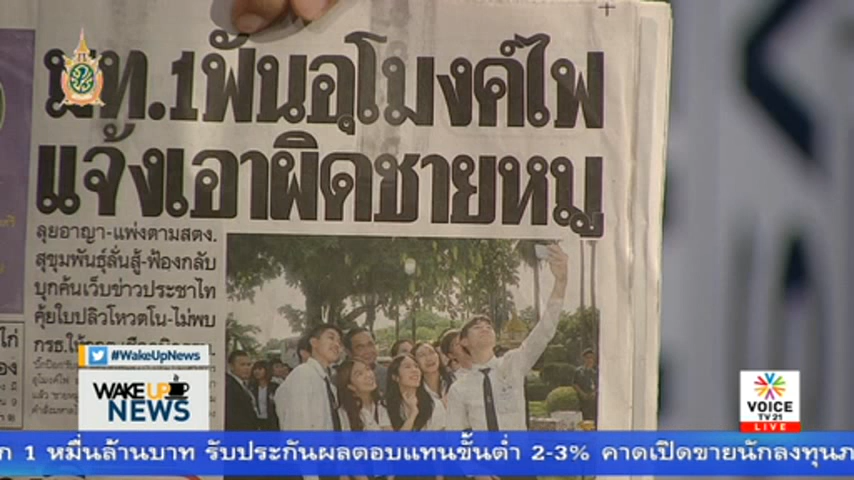 มท.1ฟันอุโมงค์ไฟ
แจ้งเอาผิดชายหมู
ลุยอาญา-แพ่งตามสตง.
สุขุมพันธุ์ลั่นสู้-ฟ้องกลับ
บุกค้นเว็บข่าวประชาไท
คุ้ยใบปลิวโหวตโน-ไม่พบ
#WakeUpNews
WAKE UP
NEWS
VOICE
TV 21
LIVE
1 หมื่นล้านบาท รับประกันผลตอบแทนขั้นต่ำ 2-3% คาดเปิดขายนักลงทุน